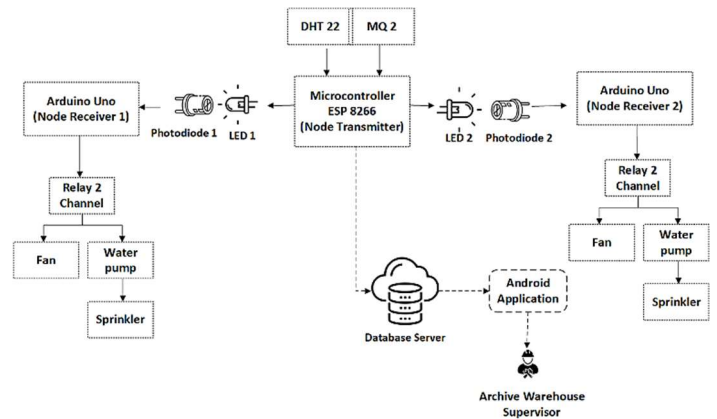 DHT 22
MQ 2
Arduino Uno
(Node Receiver 1)
Photodiode 1
LED 1
Microcontroller
ESP 8266
(Node Transmitter)
LED 2
Photodiode 2
Arduino Uno
(Node Receiver 2)
Relay 2
Channel
Relay 2
Channel
Fan
Water
pump
Fan
Water
pump
Sprinkler
Database Server
Android
Application
Sprinkler
Archive Warehouse
Supervisor